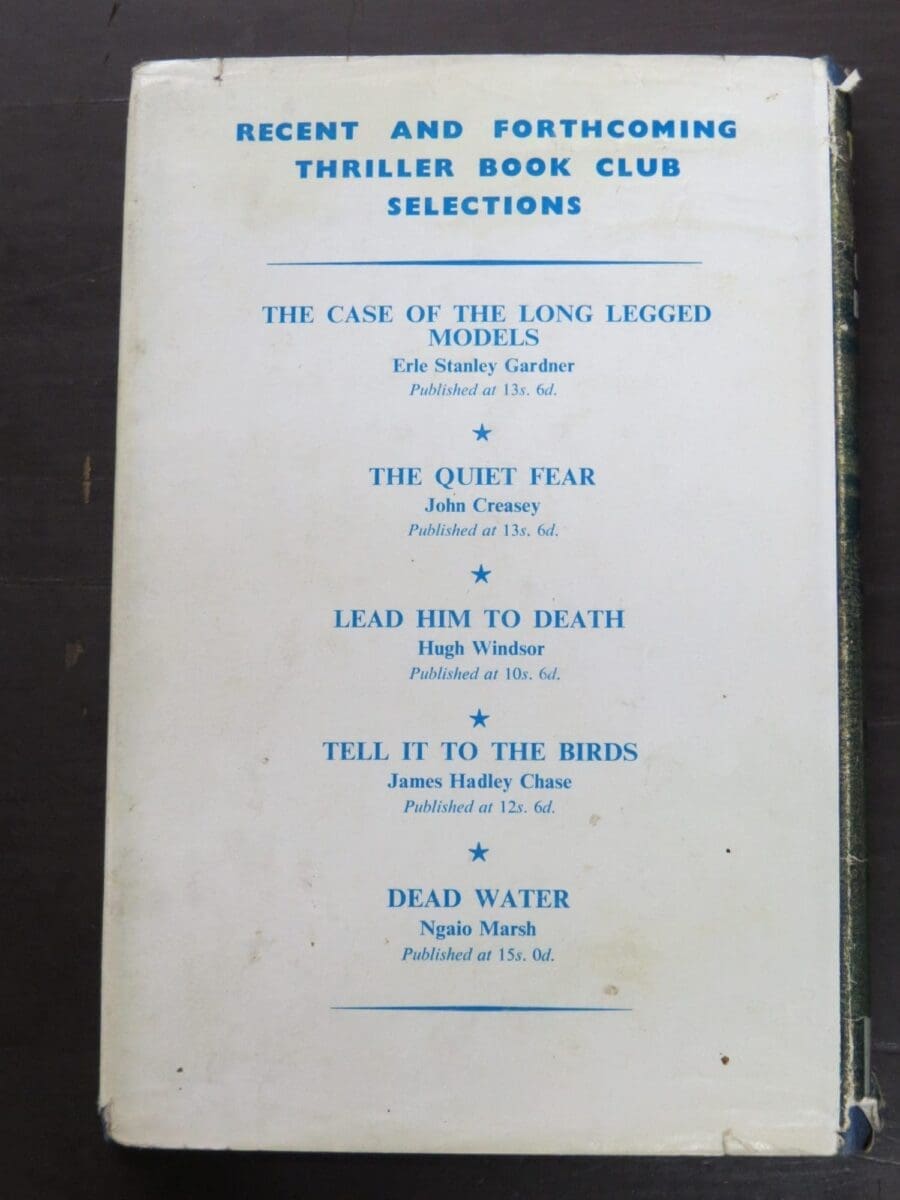 RECENT AND FORTHCOMING
THRILLER BOOK CLUB
SELECTIONS
THE CASE OF THE LONG LEGGED
MODELS
Erle Stanley Gardner
Published at 13s. 6d.
THE QUIET FEAR
John Creasey
Published at 13s. 6d.
LEAD HIM TO DEATH
Hugh Windsor
Published at 10s. 6d.
TELL IT TO THE BIRDS
James Hadley Chase
Published at 12s. 6d.
DEAD WATER
Ngaio Marsh
Published at 15s. 0d.